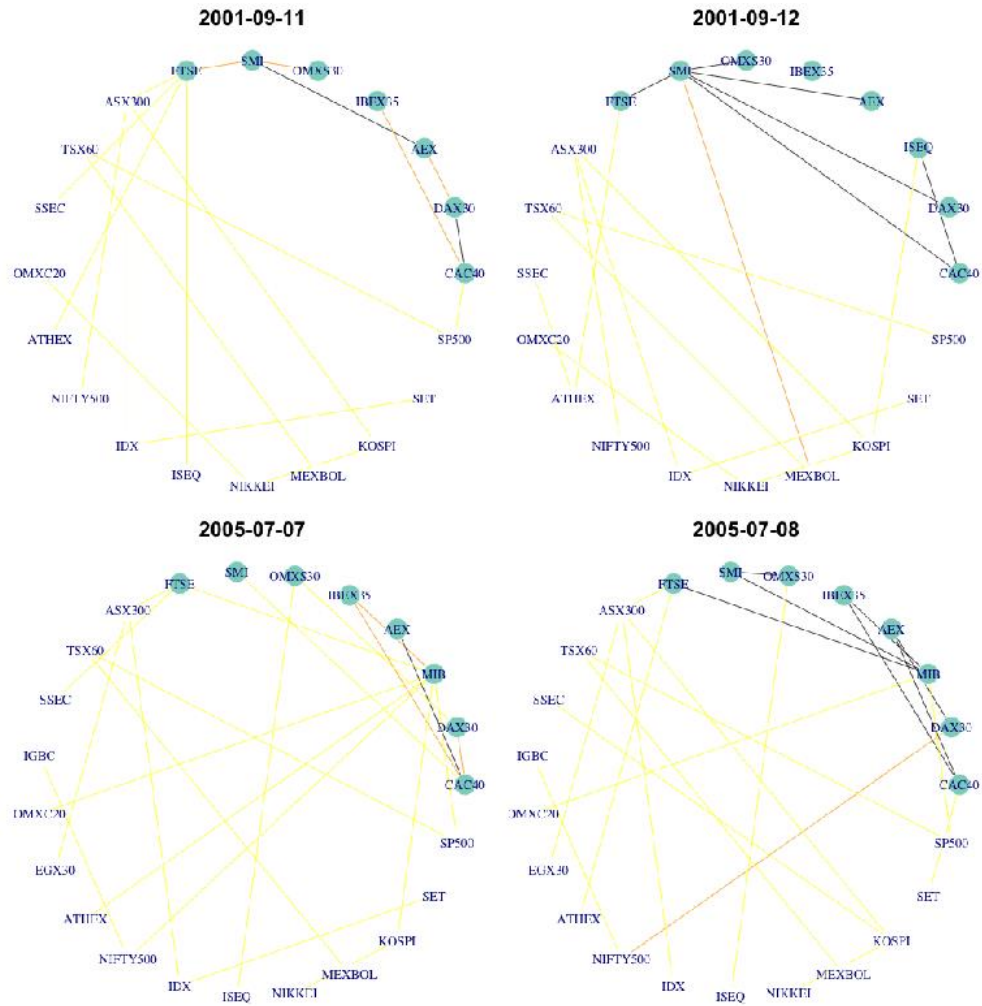 2001-09-11
SMI
FTSE
OMXS30
IBEX35
ASX300
AEX
TSX60
SSEC
DAX30
OMXC20
CAC40
ATHEX
SP500
NIFTY500
SET
IDX
KOSPI
ISEQ
MEXBOL
NIKKEI
2001-09-12
OMXS30
SMI
IBEX35
FTSE
AEX
ASX300
ISEQ
TSX60
DAX30
SSEC
CAC40
OMXC20
SP500
ATHEX
SET
NIFTY500
KOSPI
IDX
MEXBOL
NIKKEI
2005-07-07
SMI
OMXS30
FTSE
IBEX35
ASX300
AEX
TSX60
MIB
SSEC
DAX30
IGBC
CAC40
OMXC20
SP500
EGX30
SET
ATHEX
KOSPI
NIFTY500
MEXBOL
IDX
ISEQ
NIKKEI
2005-07-08
SMI
OMXS30
FTSE
IBEX35
ASX300
AEX
TSX60
MIB
SSEC
DAX30
IGBC
CAC40
OMXC20
SP500
EGX30
SET
ATHEX
KOSPI
NIFTY500
MEXBOL
IDX
ISEQ
NIKKEI